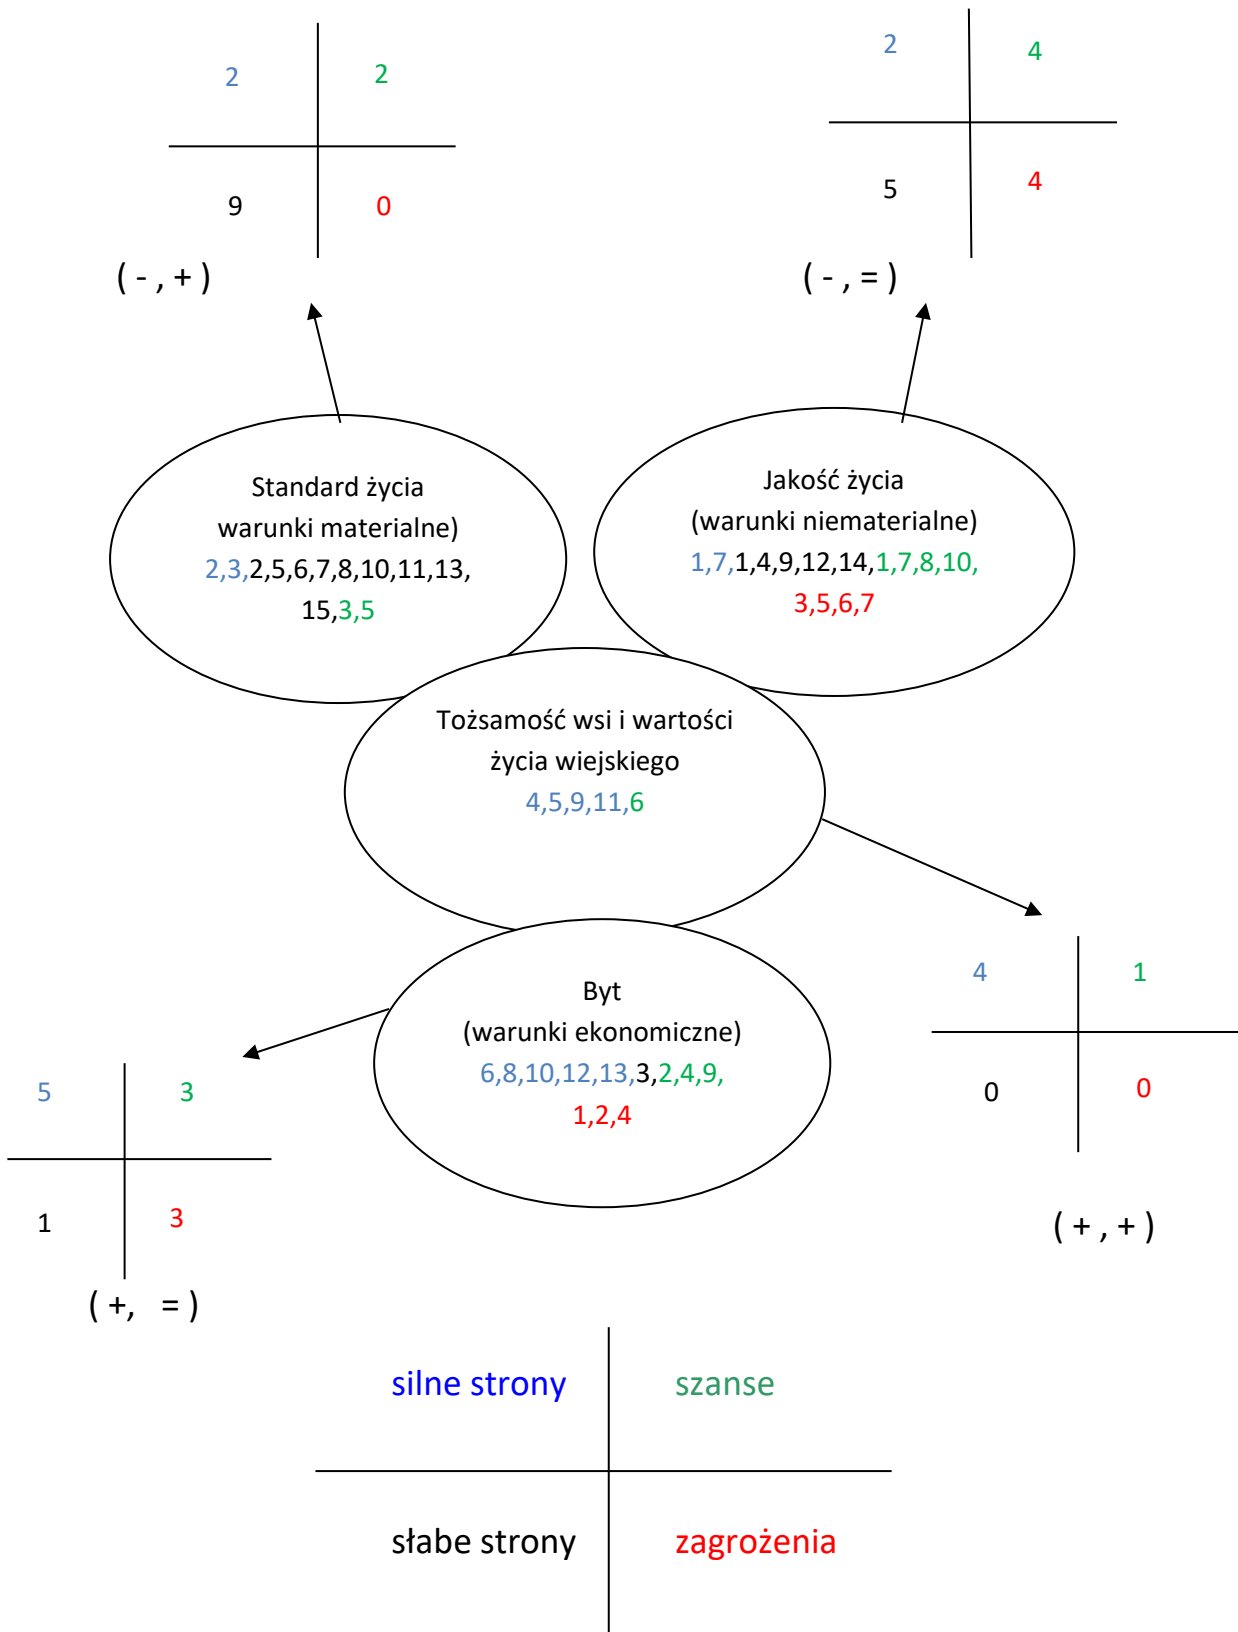 2 2
9 0
( - , + )
2 4
5 4
( - , = )
Standard życia
warunki materialne)
2,3,2,5,6,7,8,10,11,13,
15,3,5
Jakość życia
(warunki niematerialne)
1,7,1,4,9,12,14,1,7,8,10,
3,5,6,7
Tożsamość wsi i wartości
życia wiejskiego
4,5,9,11,6
4 1
0 0
( + , + )
Byt
(warunki ekonomiczne)
6,8,10,12,13,3,2,4,9,
1,2,4
5 3
1 3
( +, = )
silne strony szanse
słabe strony zagrożenia